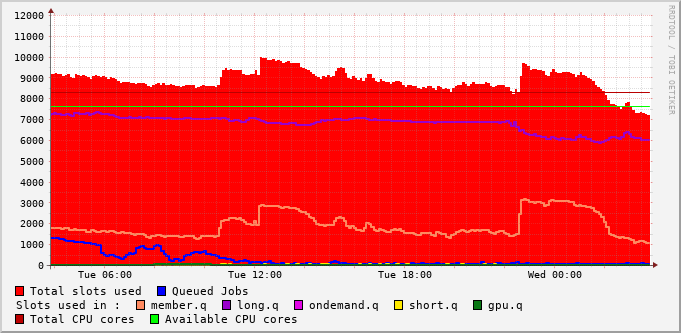 RRDTOOL / TOBI OETIKER
12000
11000
10000
9000
8000
7000
6000
5000
4000
3000
2000
1000
0
Tue 06:00 Tue 12:00 Tue 18:00 Wed 00:00
Total slots used Queued Jobs
Slots used in : member.q long.q ondemand.q short.q gpu.q
Total CPU cores Available CPU cores